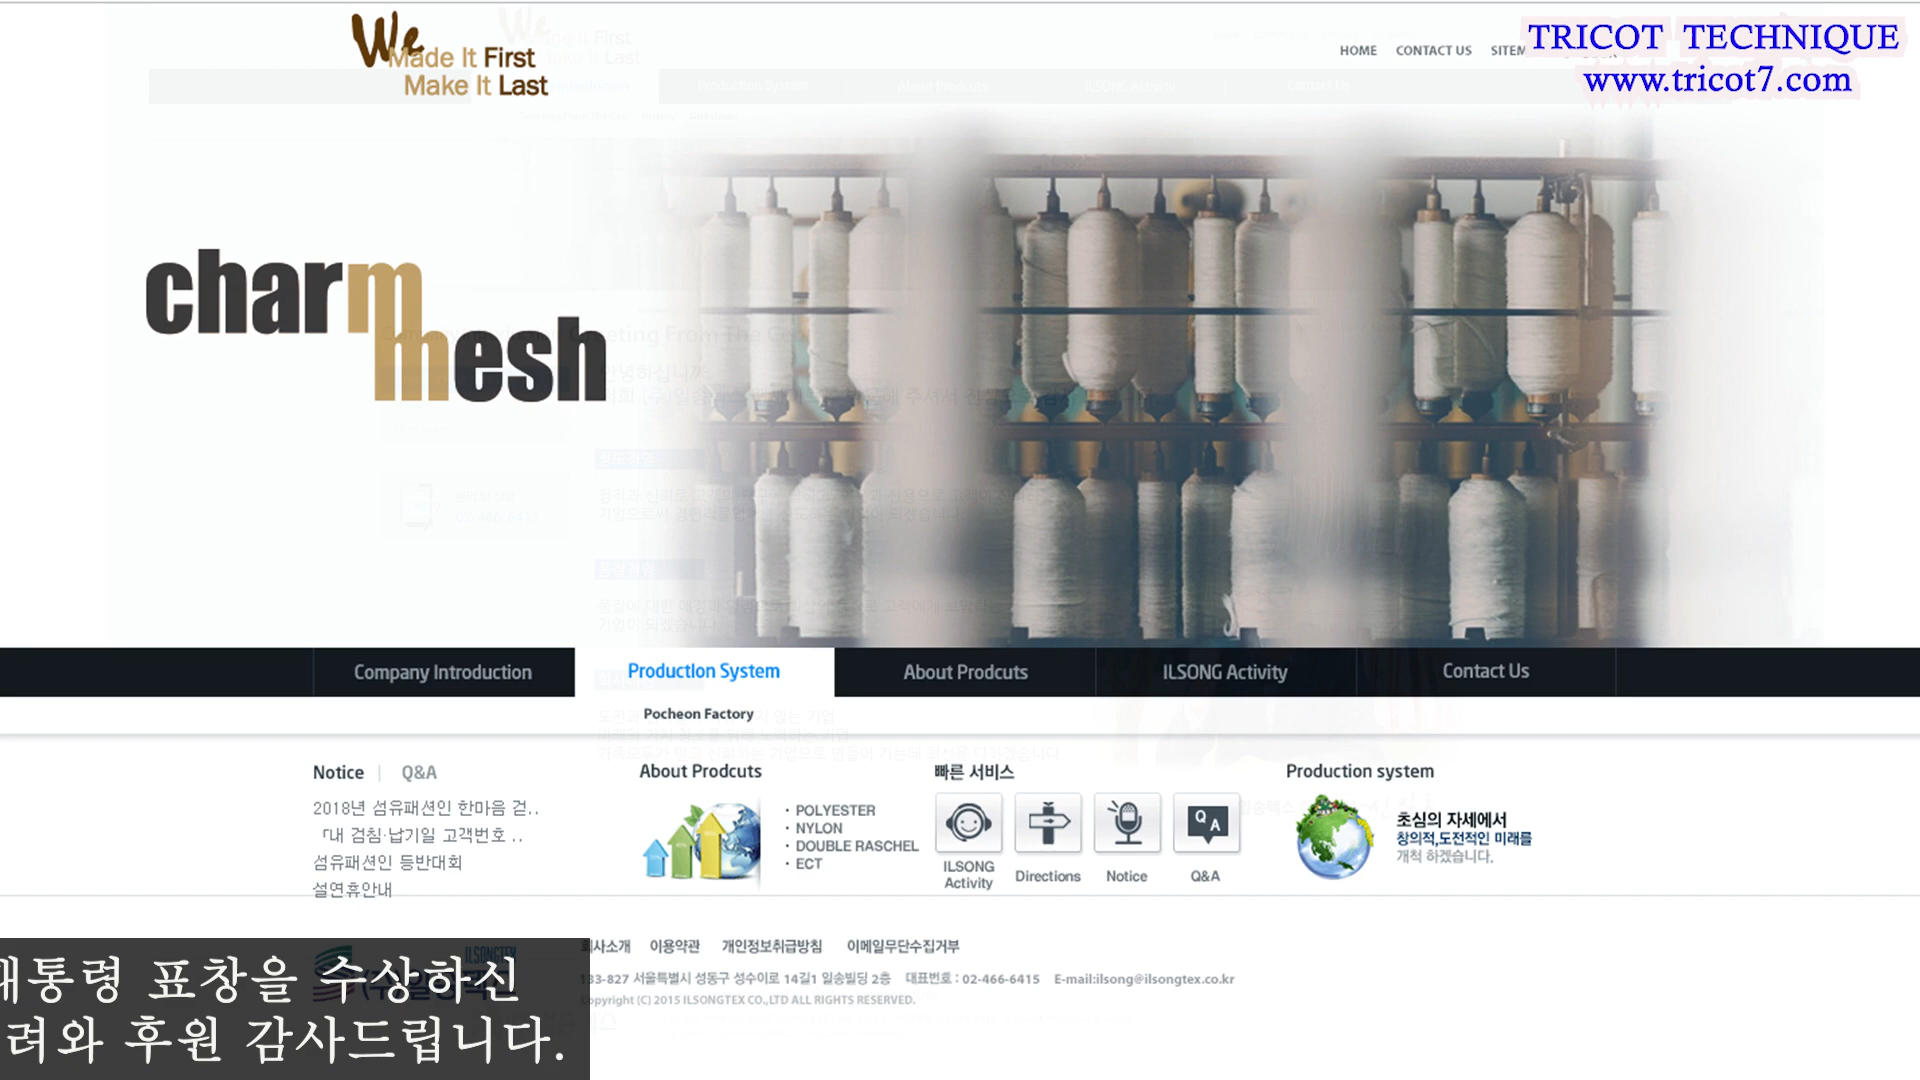 We
Made It First
Make It Last
HOME CONTACT US SITEM
TRICOT TECHNIQUE
www.tricot7.com
charm
mesh
Company Introduction Production System About Prodcuts ILSONG Activity Contact Us
Pocheon Factory
Notice | Q&A
2018년 섬유패션인 한마음 걷..
「내 검침·납기일 고객번호 ..
섬유패션인 등반대회
설연휴안내
About Prodcuts
· POLYESTER
· NYLON
· DOUBLE RASCHEL
· ECT
빠른 서비스
ILSONG Activity
Directions
Notice
Q&A
Production system
초심의 자세에서
창의적,도전적인 미래를
개척 하겠습니다.
회사소개 이용약관 개인정보취급방침 이메일무단수집거부
133-827 서울특별시 성동구 성수이로 14길1 일송빌딩 2층 대표번호 : 02-466-6415 E-mail:ilsong@ilsongtex.co.kr
Copyright (C) 2015 ILSONGTEX CO.,LTD ALL RIGHTS RESERVED.
대통령 표창을 수상하신
려와 후원 감사드립니다.